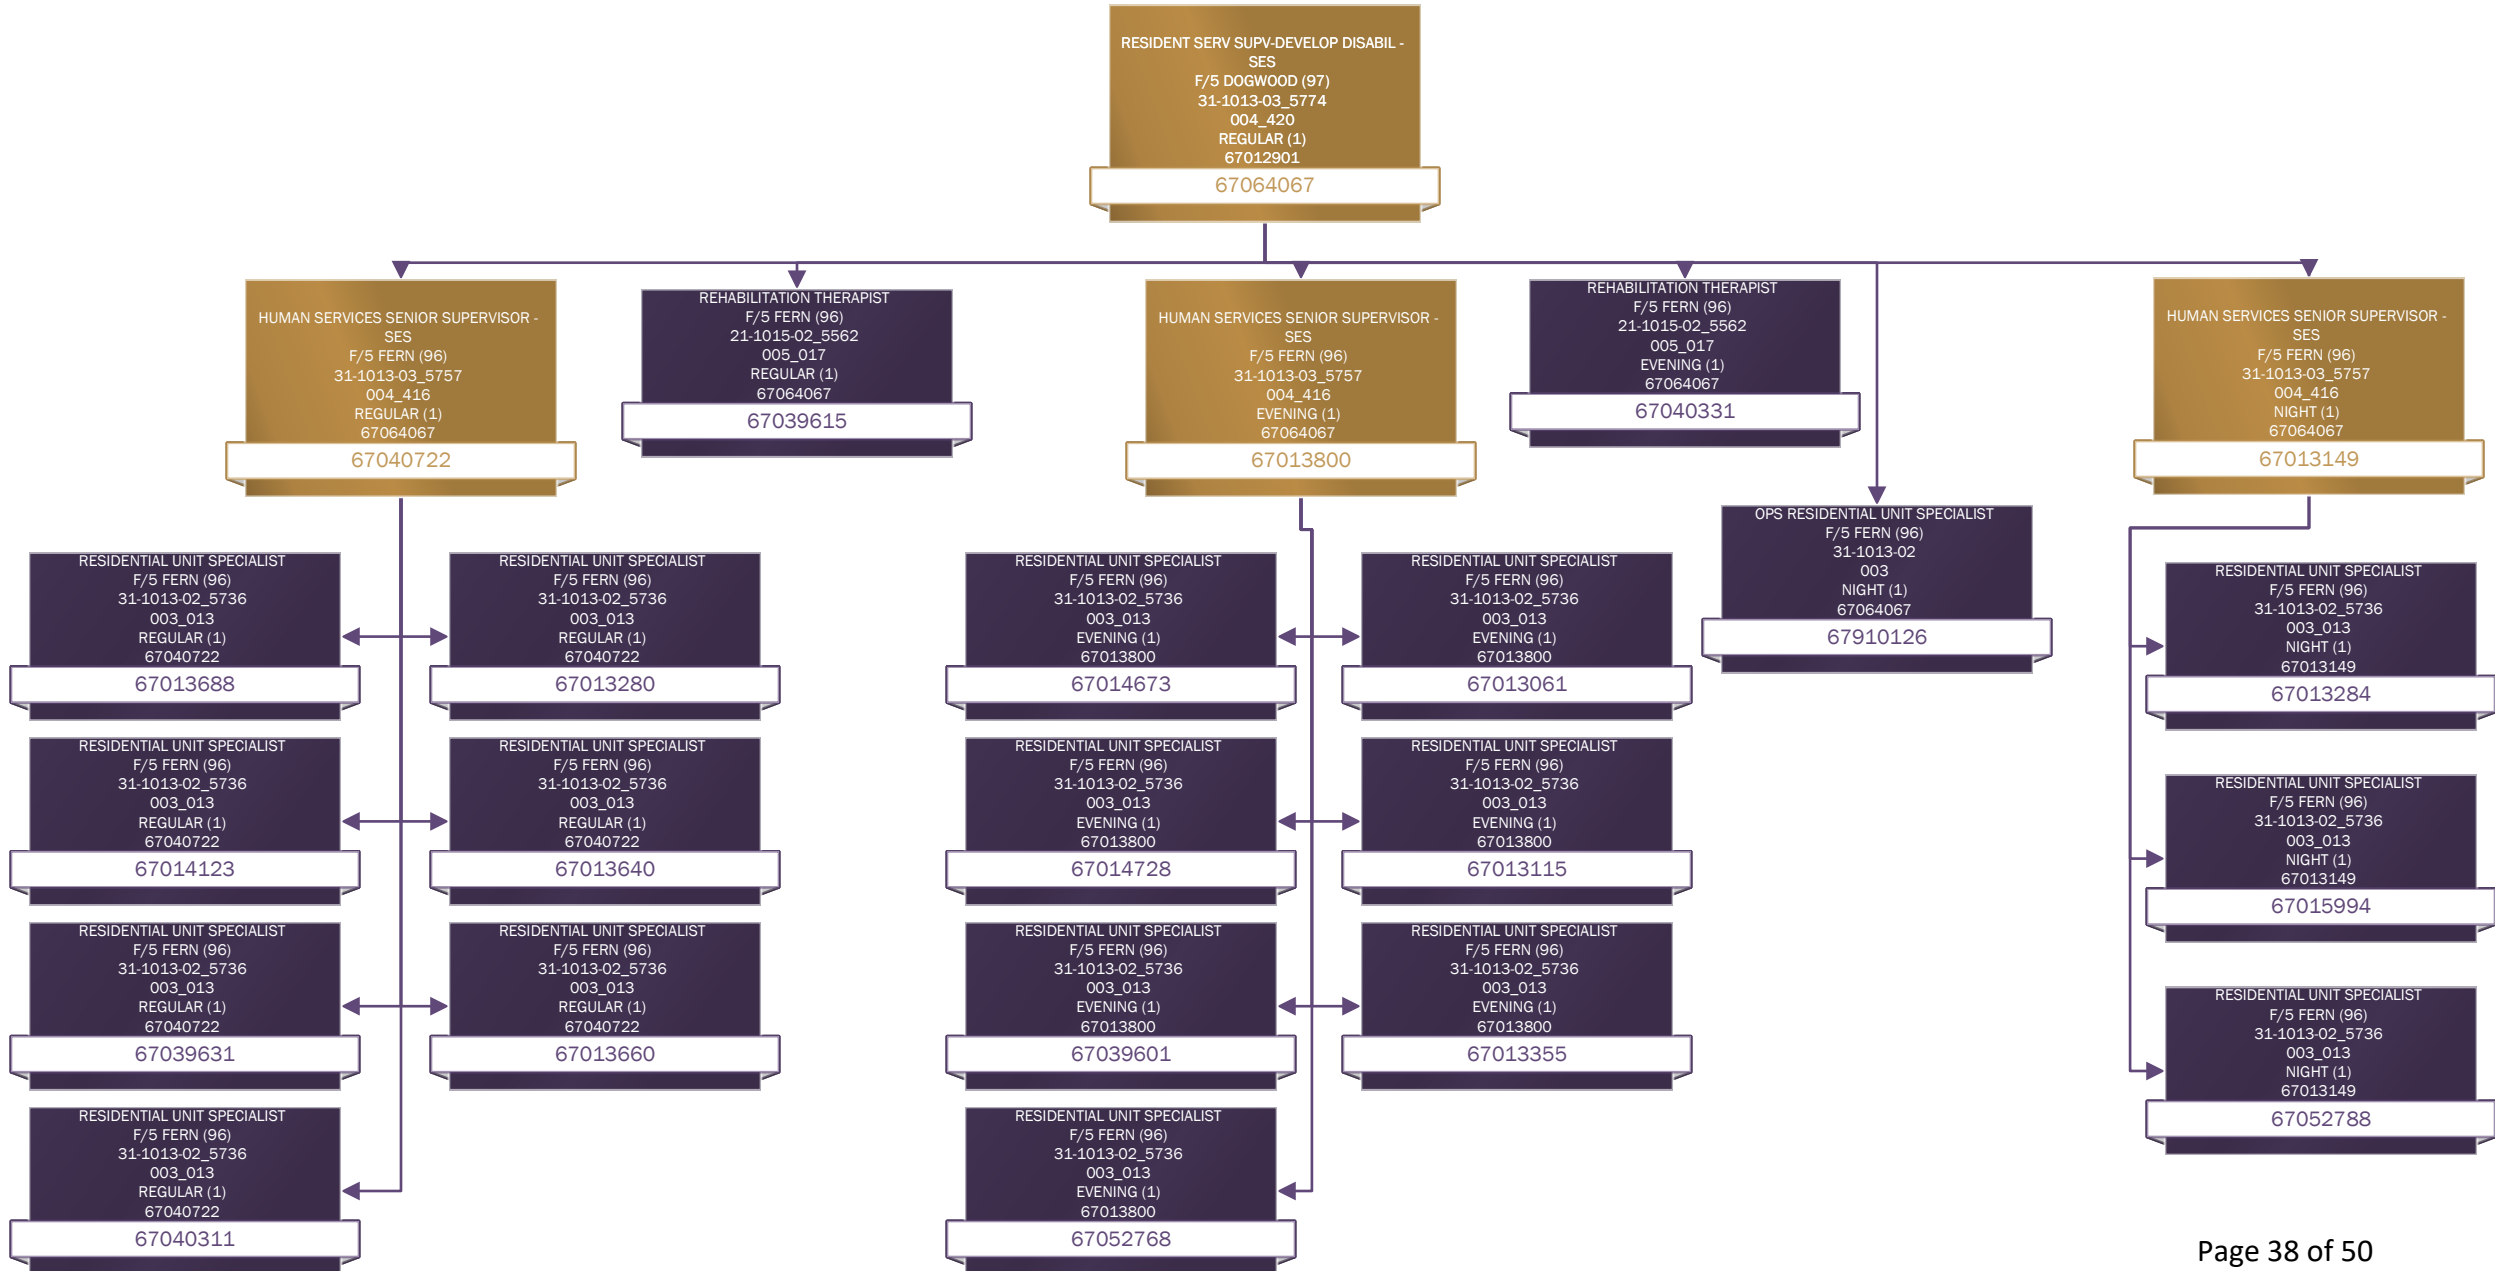 RESIDENT SERV SUPV-DEVELOP DISABIL -
SES
F/5 DOGWOOD (97)
31-1013-03_5774
004_420
REGULAR (1)
67012901
67064067
HUMAN SERVICES SENIOR SUPERVISOR -
SES
F/5 FERN (96)
31-1013-03_5757
004_416
REGULAR (1)
67064067
67040722
REHABILITATION THERAPIST
F/5 FERN (96)
21-1015-02_5562
005_017
REGULAR (1)
67064067
67039615
HUMAN SERVICES SENIOR SUPERVISOR -
SES
F/5 FERN (96)
31-1013-03_5757
004_416
EVENING (1)
67064067
67013800
REHABILITATION THERAPIST
F/5 FERN (96)
21-1015-02_5562
005_017
EVENING (1)
67064067
67040331
OPS RESIDENTIAL UNIT SPECIALIST
F/5 FERN (96)
31-1013-02
003
NIGHT (1)
67064067
67910126
HUMAN SERVICES SENIOR SUPERVISOR -
SES
F/5 FERN (96)
31-1013-03_5757
004_416
NIGHT (1)
67064067
67013149
RESIDENTIAL UNIT SPECIALIST
F/5 FERN (96)
31-1013-02_5736
003_013
REGULAR (1)
67040722
67013688
RESIDENTIAL UNIT SPECIALIST
F/5 FERN (96)
31-1013-02_5736
003_013
REGULAR (1)
67040722
67013280
RESIDENTIAL UNIT SPECIALIST
F/5 FERN (96)
31-1013-02_5736
003_013
REGULAR (1)
67040722
67014123
RESIDENTIAL UNIT SPECIALIST
F/5 FERN (96)
31-1013-02_5736
003_013
REGULAR (1)
67040722
67013640
RESIDENTIAL UNIT SPECIALIST
F/5 FERN (96)
31-1013-02_5736
003_013
REGULAR (1)
67040722
67039631
RESIDENTIAL UNIT SPECIALIST
F/5 FERN (96)
31-1013-02_5736
003_013
REGULAR (1)
67040722
67013660
RESIDENTIAL UNIT SPECIALIST
F/5 FERN (96)
31-1013-02_5736
003_013
REGULAR (1)
67040722
67040311
RESIDENTIAL UNIT SPECIALIST
F/5 FERN (96)
31-1013-02_5736
003_013
EVENING (1)
67013800
67014673
RESIDENTIAL UNIT SPECIALIST
F/5 FERN (96)
31-1013-02_5736
003_013
EVENING (1)
67013800
67013061
RESIDENTIAL UNIT SPECIALIST
F/5 FERN (96)
31-1013-02_5736
003_013
EVENING (1)
67013800
67014728
RESIDENTIAL UNIT SPECIALIST
F/5 FERN (96)
31-1013-02_5736
003_013
EVENING (1)
67013800
67013115
RESIDENTIAL UNIT SPECIALIST
F/5 FERN (96)
31-1013-02_5736
003_013
EVENING (1)
67013800
67039601
RESIDENTIAL UNIT SPECIALIST
F/5 FERN (96)
31-1013-02_5736
003_013
EVENING (1)
67013800
67013355
RESIDENTIAL UNIT SPECIALIST
F/5 FERN (96)
31-1013-02_5736
003_013
EVENING (1)
67013800
67052768
RESIDENTIAL UNIT SPECIALIST
F/5 FERN (96)
31-1013-02_5736
003_013
NIGHT (1)
67013149
67013284
RESIDENTIAL UNIT SPECIALIST
F/5 FERN (96)
31-1013-02_5736
003_013
NIGHT (1)
67013149
67015994
RESIDENTIAL UNIT SPECIALIST
F/5 FERN (96)
31-1013-02_5736
003_013
NIGHT (1)
67013149
67052788
Page 38 of 50